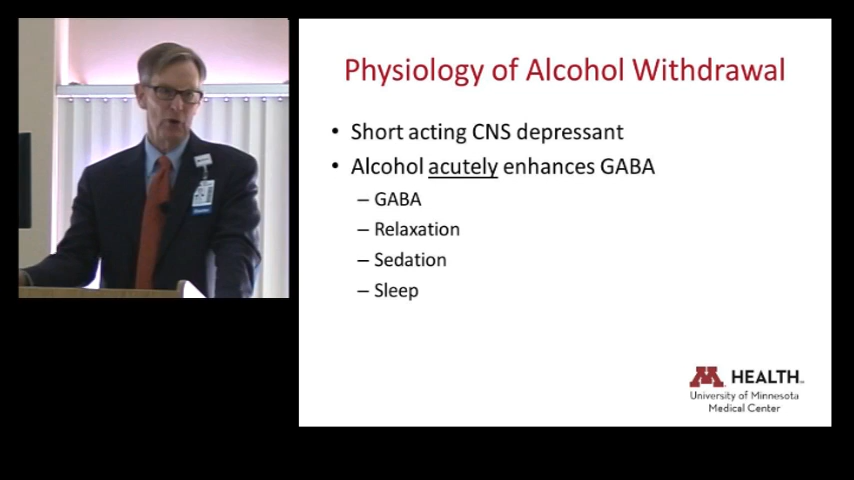 Physiology of Alcohol Withdrawal
• Short acting CNS depressant
• Alcohol acutely enhances GABA
– GABA
– Relaxation
– Sedation
– Sleep
M HEALTH
University of Minnesota
Medical Center